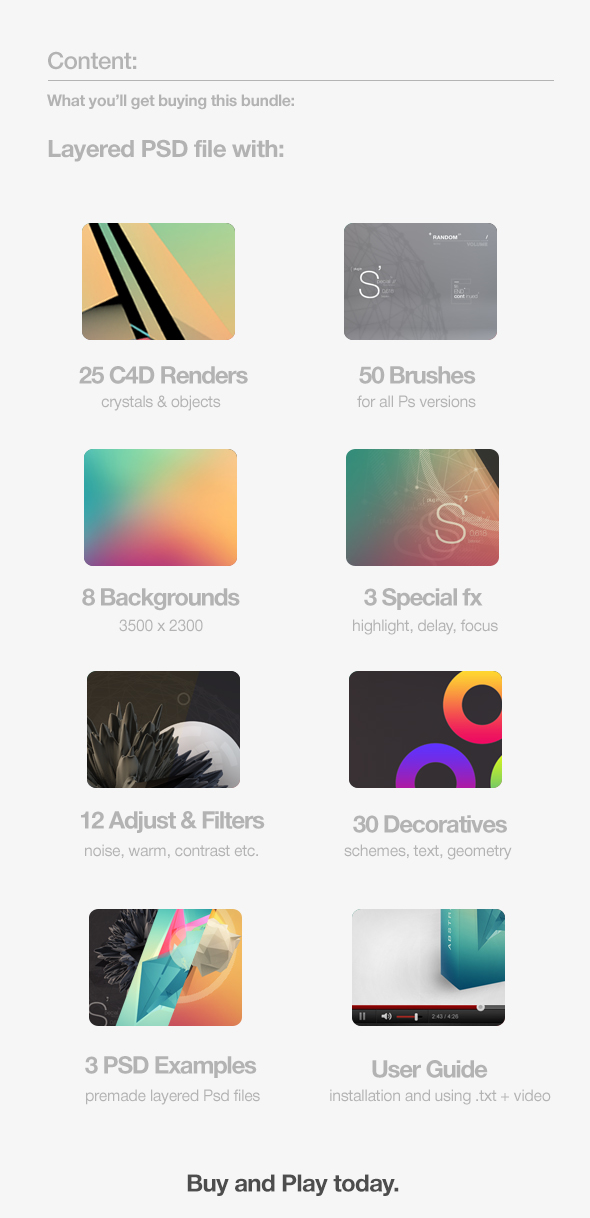 Content:
What you’ll get buying this bundle:
Layered PSD file with:
RANDOM
S’
25 C4D Renders
crystals & objects
50 Brushes
for all Ps versions
S’
8 Backgrounds
3500 x 2300
3 Special fx
highlight, delay, focus
12 Adjust & Filters
noise, warm, contrast etc.
30 Decoratives
schemes, text, geometry
S
ABSTR
2:43 / 4:26
3 PSD Examples
premade layered Psd files
User Guide
installation and using .txt + video
Buy and Play today.